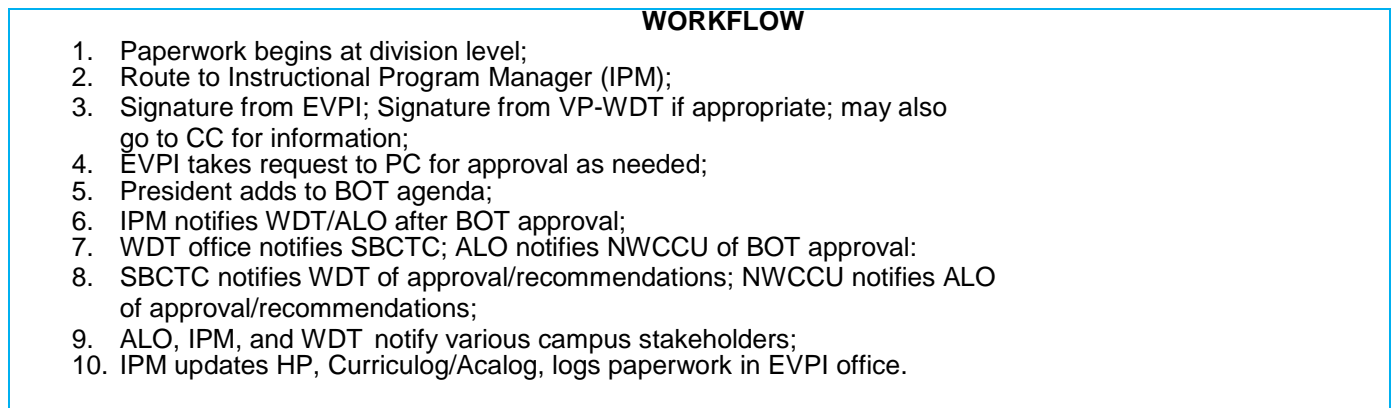 WORKFLOW
1. Paperwork begins at division level;
2. Route to Instructional Program Manager (IPM);
3. Signature from EVPI; Signature from VP-WDT if appropriate; may also
go to CC for information;
4. EVPI takes request to PC for approval as needed;
5. President adds to BOT agenda;
6. IPM notifies WDT/ALO after BOT approval;
7. WDT office notifies SBCTC; ALO notifies NWCCU of BOT approval:
8. SBCTC notifies WDT of approval/recommendations; NWCCU notifies ALO
of approval/recommendations;
9. ALO, IPM, and WDT notify various campus stakeholders;
10. IPM updates HP, Curriculog/Acalog, logs paperwork in EVPI office.